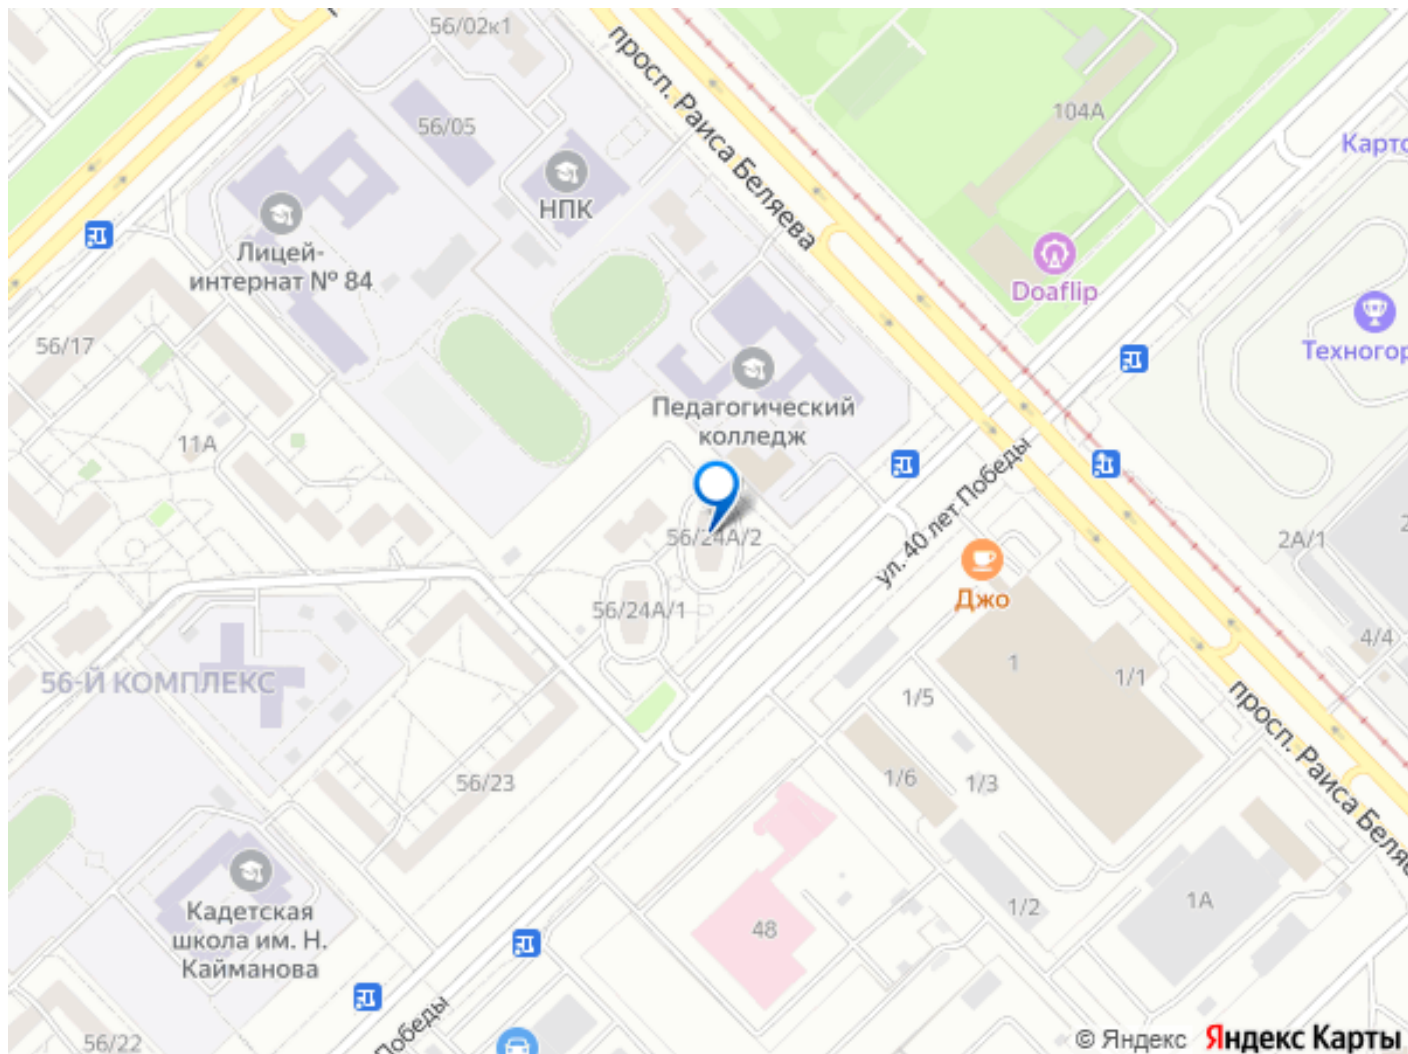 56/02к1
просп. Раиса Беляева
104А
Карто
56/05
НПК
Лицей-
интернат № 84
Doaflip
Техногор
56/17
Педагогический
колледж
11А
ул. 40 лет Победы
56/24А/2
2А/1
2
Джо
56/24А/1
4/4
56-Й КОМПЛЕКС
1
1/1
1/5
просп. Раиса Беляе
56/23
1/6
1/3
Кадетская
школа им. Н.
Кайманова
48
1/2
1А
Победы
56/22
© Яндекс Яндекс Карты